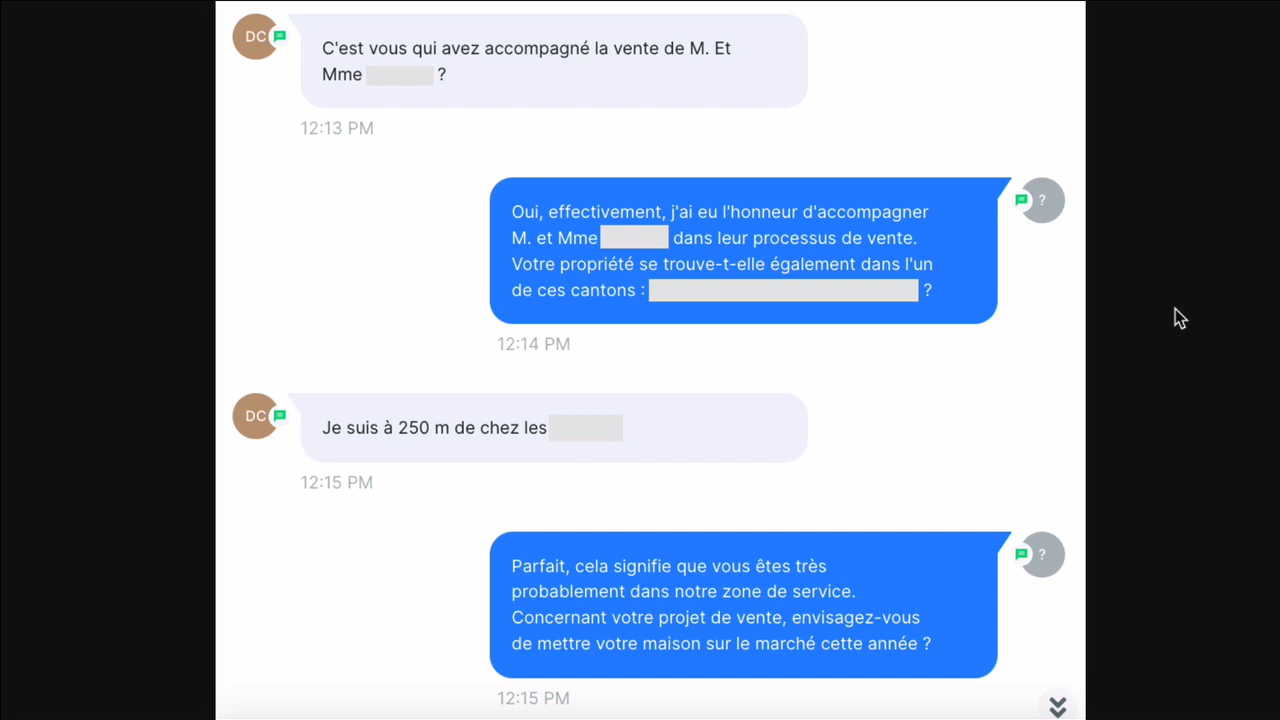 DC
C'est vous qui avez accompagné la vente de M. Et
Mme ?
12:13 PM
?
Oui, effectivement, j'ai eu l'honneur d'accompagner
M. et Mme dans leur processus de vente.
Votre propriété se trouve-t-elle également dans l'un
de ces cantons : ?
12:14 PM
DC
Je suis à 250 m de chez les
12:15 PM
?
Parfait, cela signifie que vous êtes très
probablement dans notre zone de service.
Concernant votre projet de vente, envisagez-vous
de mettre votre maison sur le marché cette année ?
12:15 PM